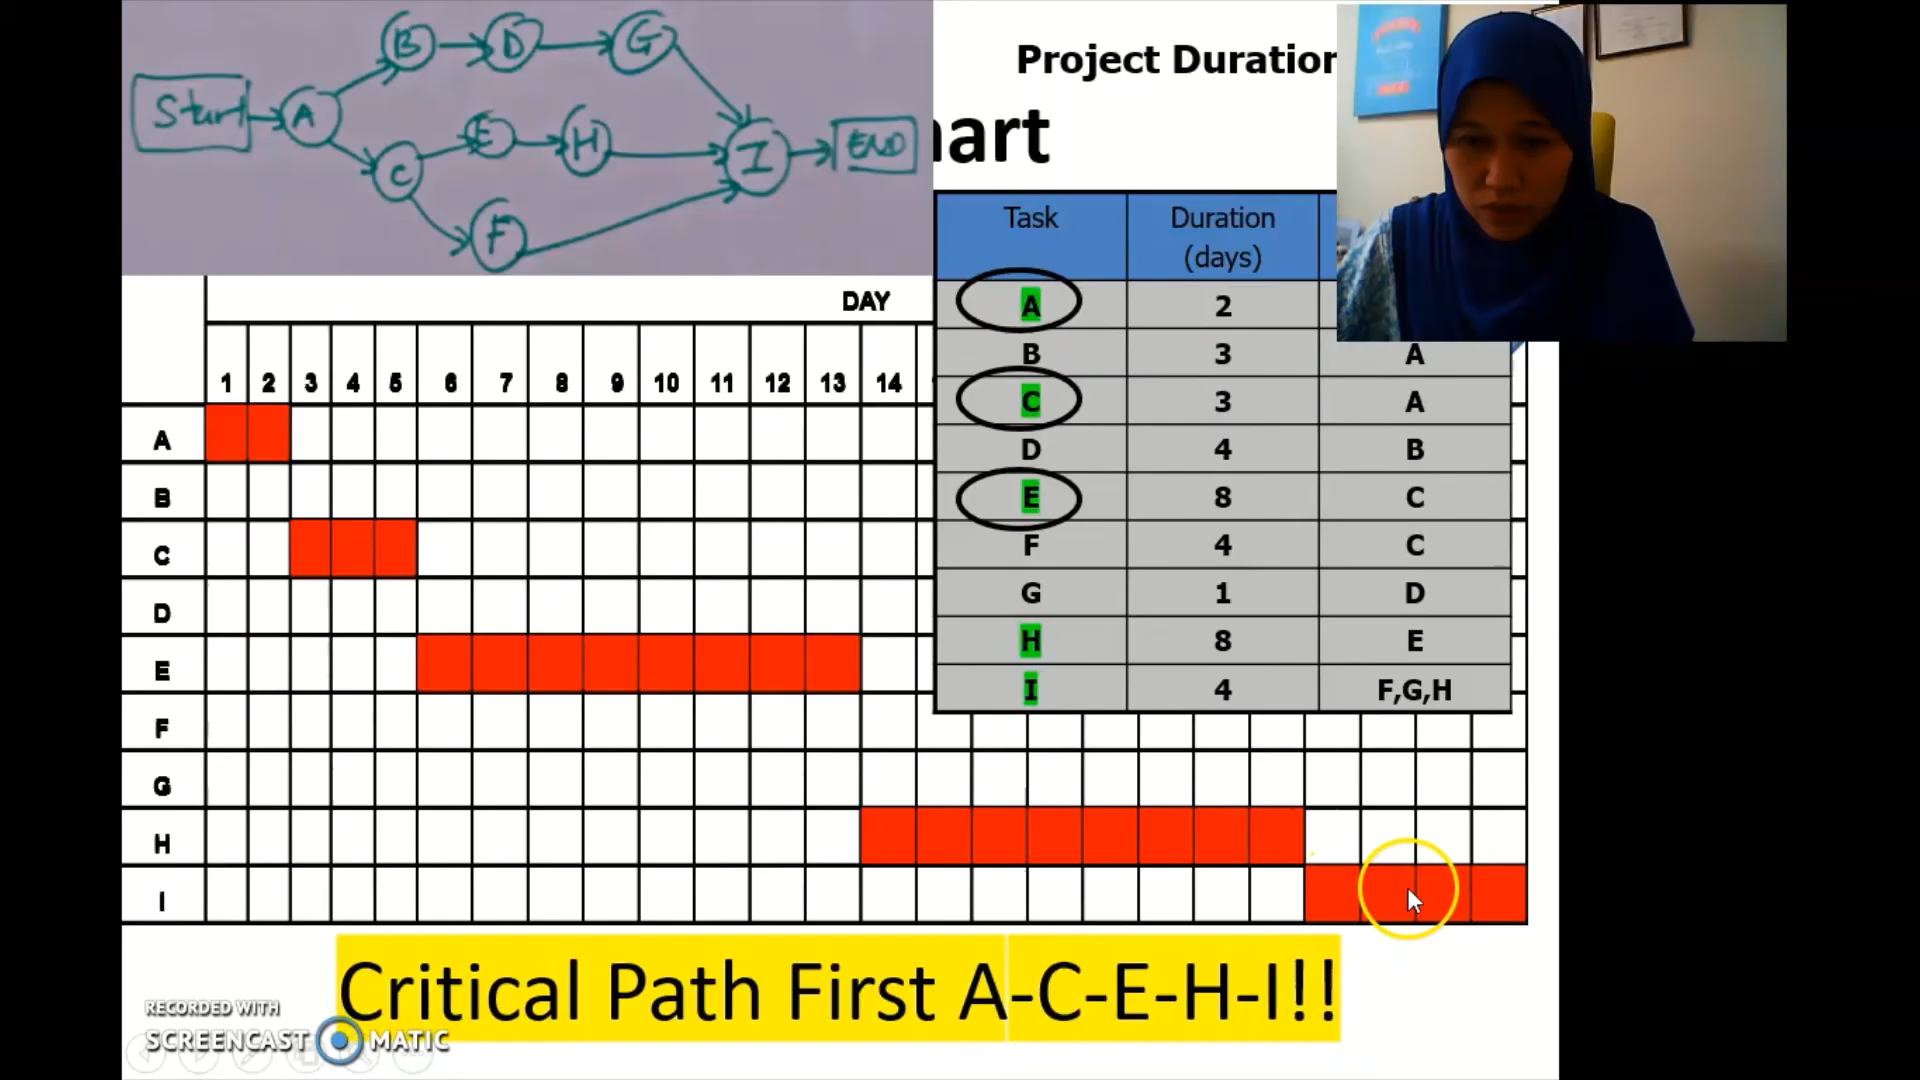 Start
A
B
D
G
C
E
H
F
I
END
Project Duration
hart
Task Duration (days)
A 2
B 3 A
C 3 A
D 4 B
E 8 C
F 4 C
G 1 D
H 8 E
I 4 F,G,H
DAY
1 2 3 4 5 6 7 8 9 10 11 12 13 14
A
B
C
D
E
F
G
H
I
Critical Path First A-C-E-H-I!!
RECORDED WITH
SCREENCAST MATIC